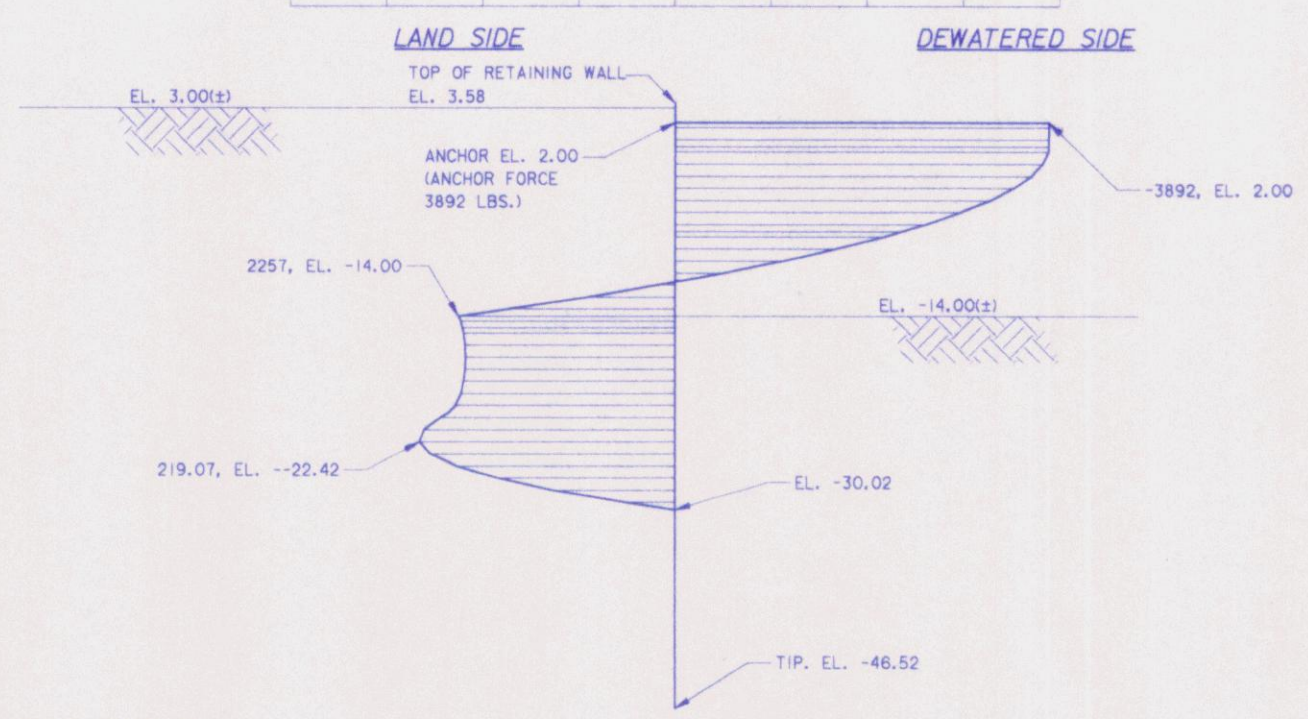 LAND SIDE
DEWATERED SIDE
TOP OF RETAINING WALL
EL. 3.58
EL. 3.00(±)
ANCHOR EL. 2.00
(ANCHOR FORCE
3892 LBS.)
-3892, EL. 2.00
2257, EL. -14.00
EL. -14.00(±)
219.07, EL. --22.42
EL. -30.02
TIP. EL. -46.52